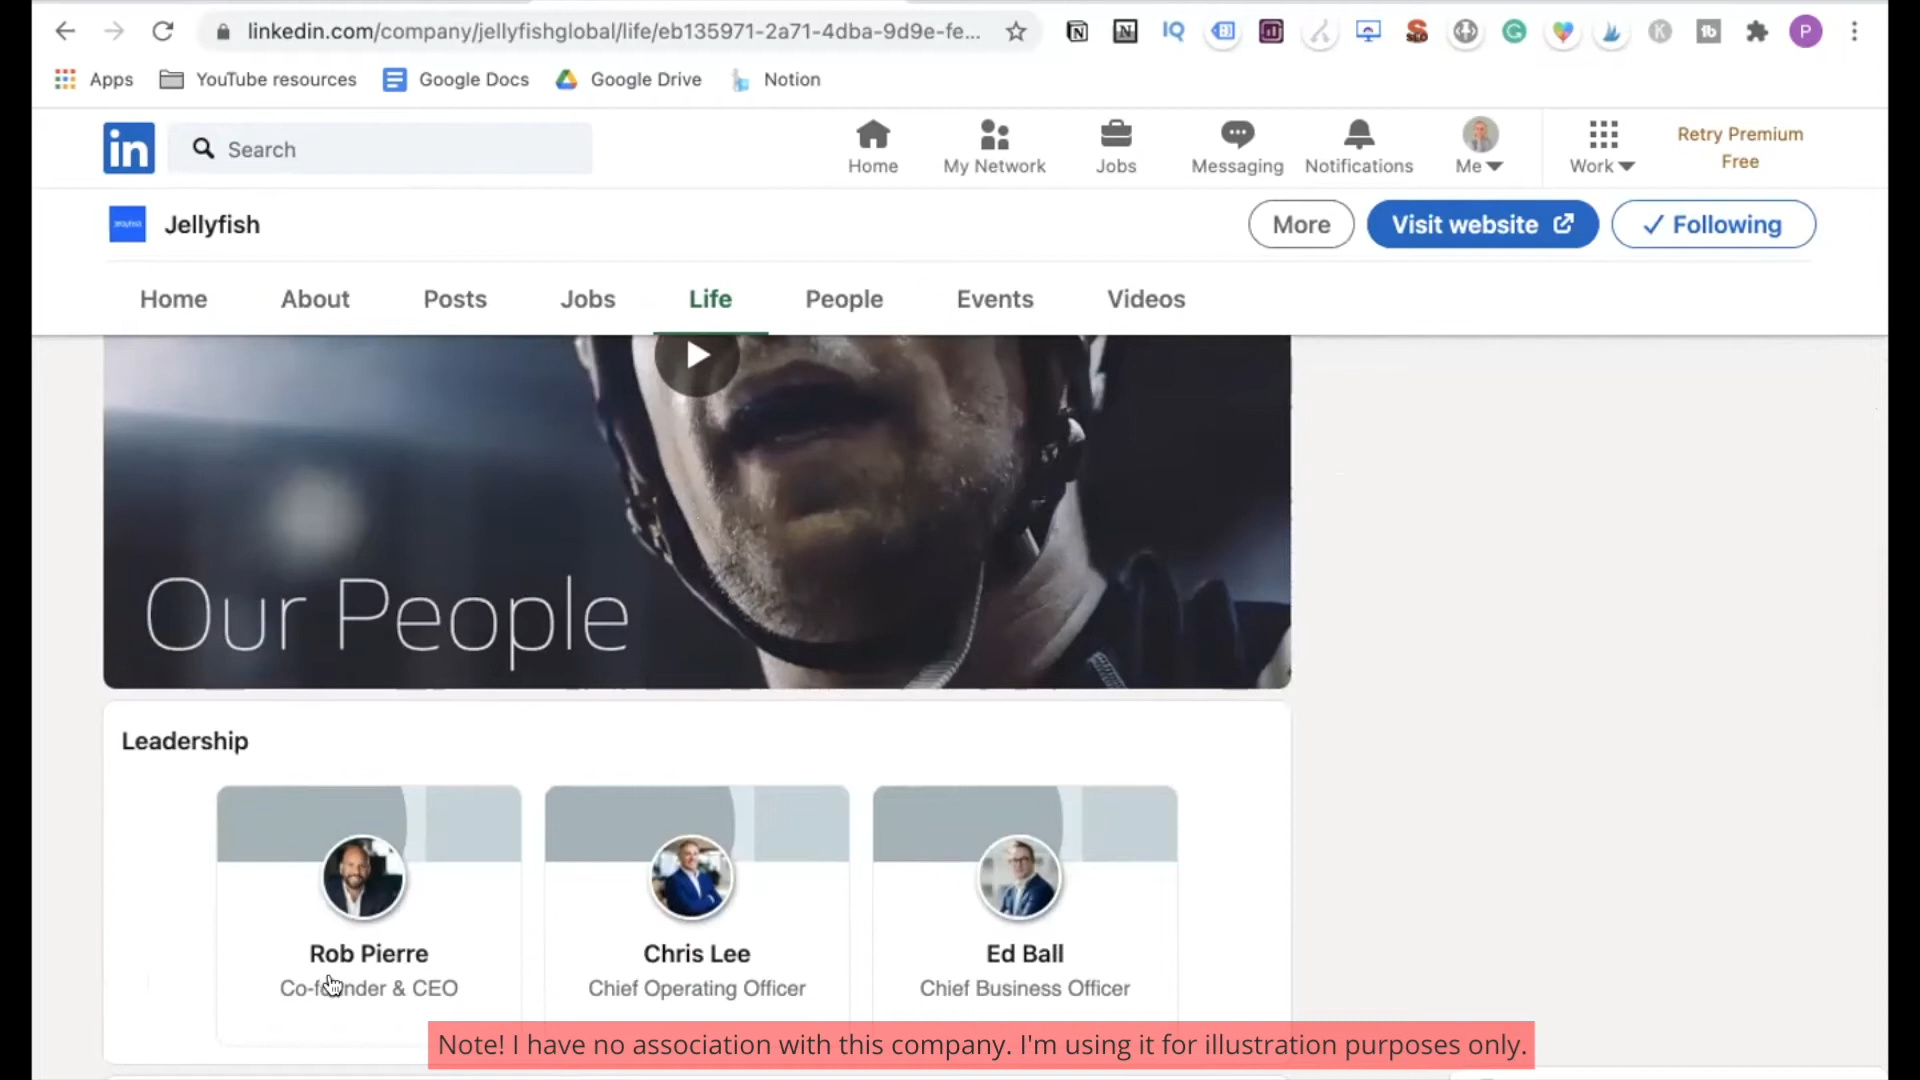 linkedin.com/company/jellyfishglobal/life/eb135971-2a71-4dba-9d9e-fe...
Apps YouTube resources Google Docs Google Drive Notion
in Search Home My Network Jobs Messaging Notifications Me Work Retry Premium Free
Jellyfish More Visit website Following
Home About Posts Jobs Life People Events Videos
Our People
Leadership
Rob Pierre Chris Lee Ed Ball
Co-founder & CEO Chief Operating Officer Chief Business Officer
Note! I have no association with this company. I'm using it for illustration purposes only.